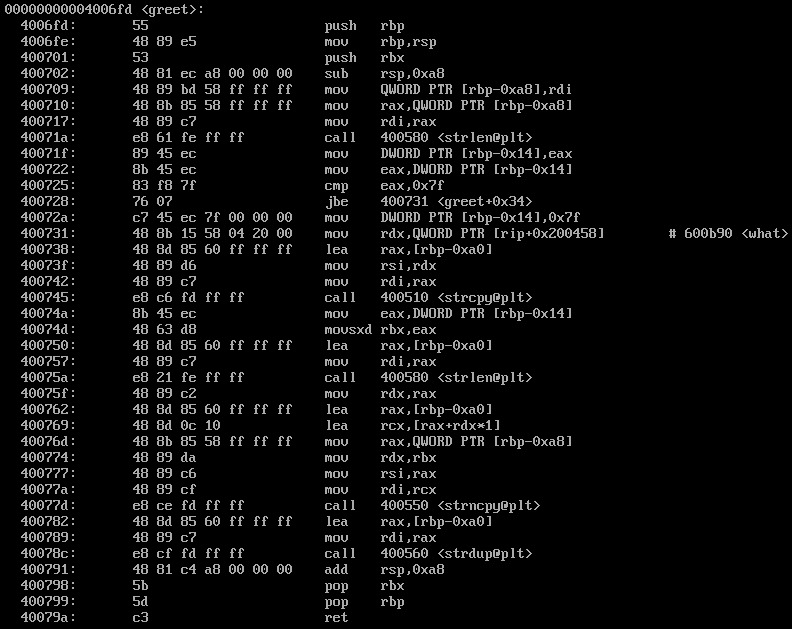 00000000004006fd <greet>:
4006fd: 55 push rbp
4006fe: 48 89 e5 mov rbp,rsp
400701: 53 push rbx
400702: 48 81 ec a8 00 00 00 sub rsp,0xa8
400709: 48 89 bd 58 ff ff ff mov QWORD PTR [rbp-0xa8],rdi
400710: 48 8b 85 58 ff ff ff mov rax,QWORD PTR [rbp-0xa8]
400717: 48 89 c7 mov rdi,rax
40071a: e8 61 fe ff ff call 400580 <strlen@plt>
40071f: 89 45 ec mov DWORD PTR [rbp-0x14],eax
400722: 8b 45 ec mov eax,DWORD PTR [rbp-0x14]
400725: 83 f8 7f cmp eax,0x7f
400728: 76 07 jbe 400731 <greet+0x34>
40072a: c7 45 ec 7f 00 00 00 mov DWORD PTR [rbp-0x14],0x7f
400731: 48 8b 15 58 04 20 00 mov rdx,QWORD PTR [rip+0x200458] # 600b90 <what>
400738: 48 8d 85 60 ff ff ff lea rax,[rbp-0xa0]
40073f: 48 89 d6 mov rsi,rdx
400742: 48 89 c7 mov rdi,rax
400745: e8 c6 fd ff ff call 400510 <strcpy@plt>
40074a: 8b 45 ec mov eax,DWORD PTR [rbp-0x14]
40074d: 48 63 d8 movsxd rbx,eax
400750: 48 8d 85 60 ff ff ff lea rax,[rbp-0xa0]
400757: 48 89 c7 mov rdi,rax
40075a: e8 21 fe ff ff call 400580 <strlen@plt>
40075f: 48 89 c2 mov rdx,rax
400762: 48 8d 85 60 ff ff ff lea rax,[rbp-0xa0]
400769: 48 8d 0c 10 lea rcx,[rax+rdx*1]
40076d: 48 8b 85 58 ff ff ff mov rax,QWORD PTR [rbp-0xa8]
400774: 48 89 da mov rdx,rbx
400777: 48 89 c6 mov rsi,rax
40077a: 48 89 cf mov rdi,rcx
40077d: e8 ce fd ff ff call 400550 <strncpy@plt>
400782: 48 8d 85 60 ff ff ff lea rax,[rbp-0xa0]
400789: 48 89 c7 mov rdi,rax
40078c: e8 cf fd ff ff call 400560 <strdup@plt>
400791: 48 81 c4 a8 00 00 00 add rsp,0xa8
400798: 5b pop rbx
400799: 5d pop rbp
40079a: c3 ret